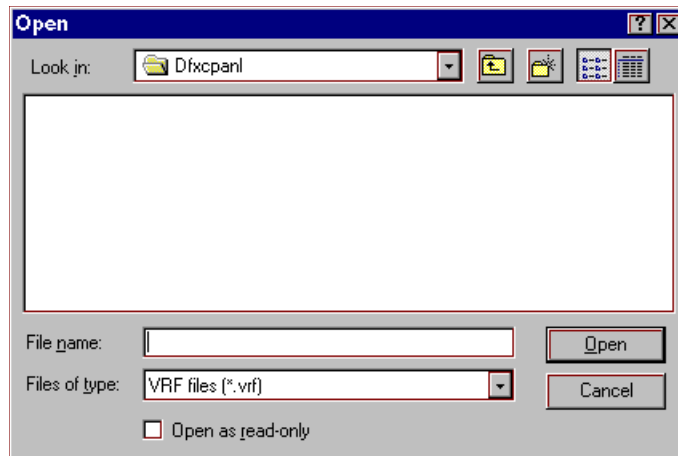 Open
Look in: Dfxcpanl
File name: Open
Files of type: VRF files (*.vrf) Cancel
Open as read-only